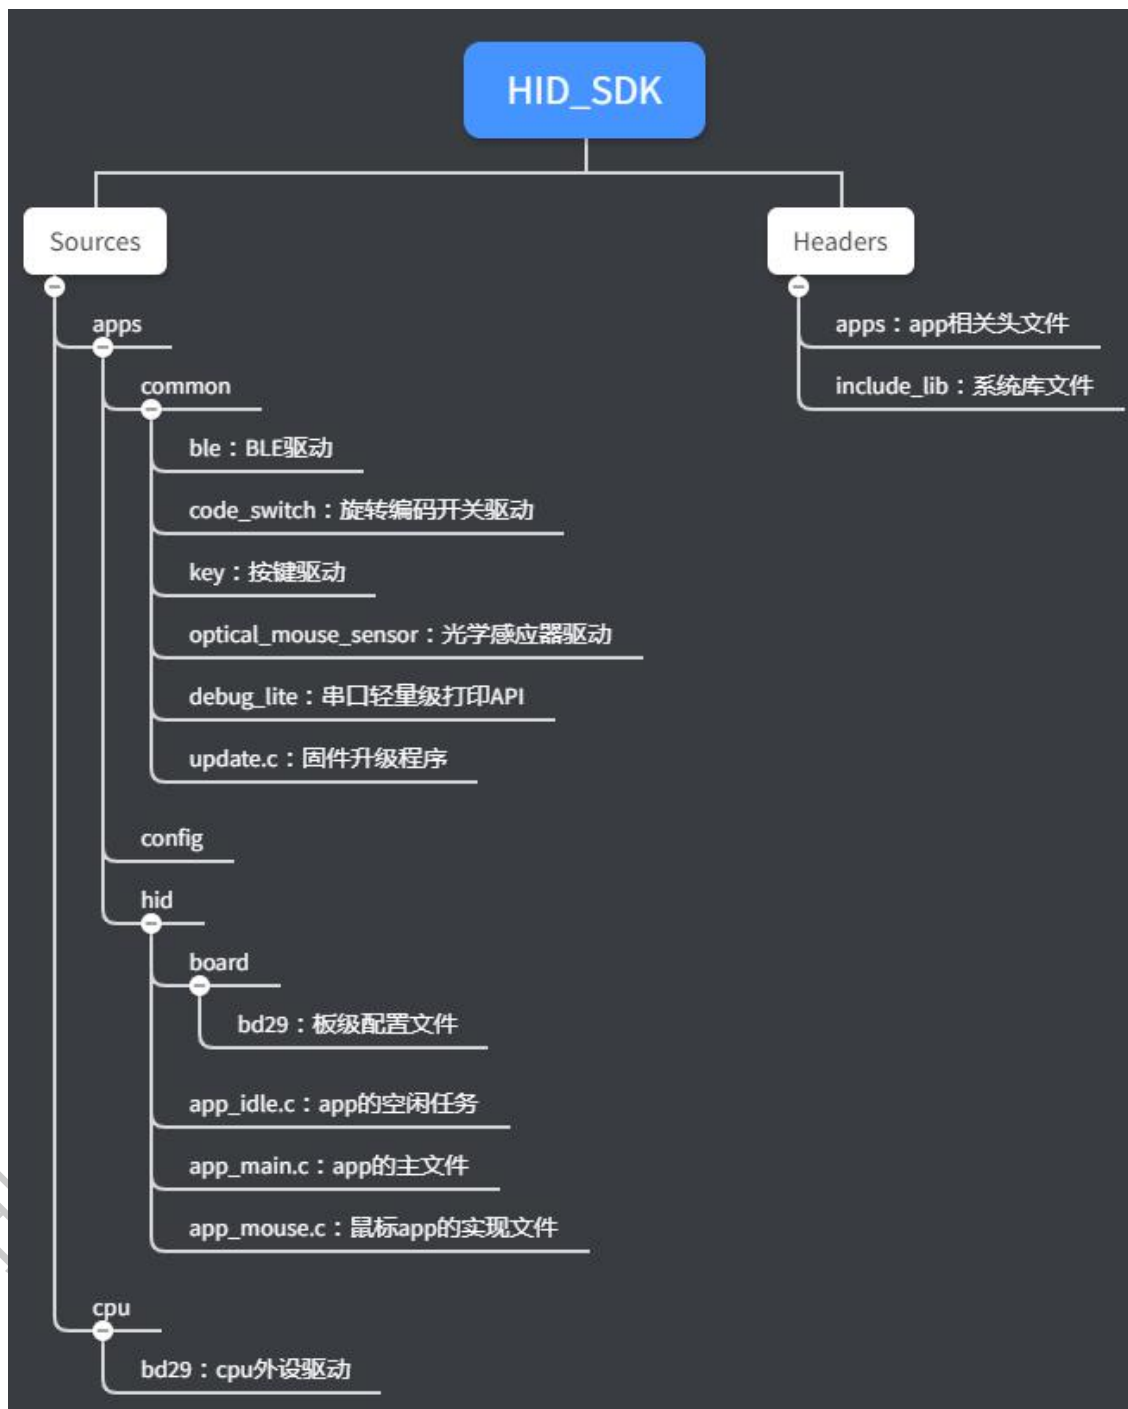 HID_SDK
Sources
apps
common
ble：BLE驱动
code_switch：旋转编码开关驱动
key：按键驱动
optical_mouse_sensor：光学感应器驱动
debug_lite：串口轻量级打印API
update.c：固件升级程序
config
hid
board
bd29：板级配置文件
app_idle.c：app的空闲任务
app_main.c：app的主文件
app_mouse.c：鼠标app的实现文件
cpu
bd29：cpu外设驱动
Headers
apps：app相关头文件
include_lib：系统库文件